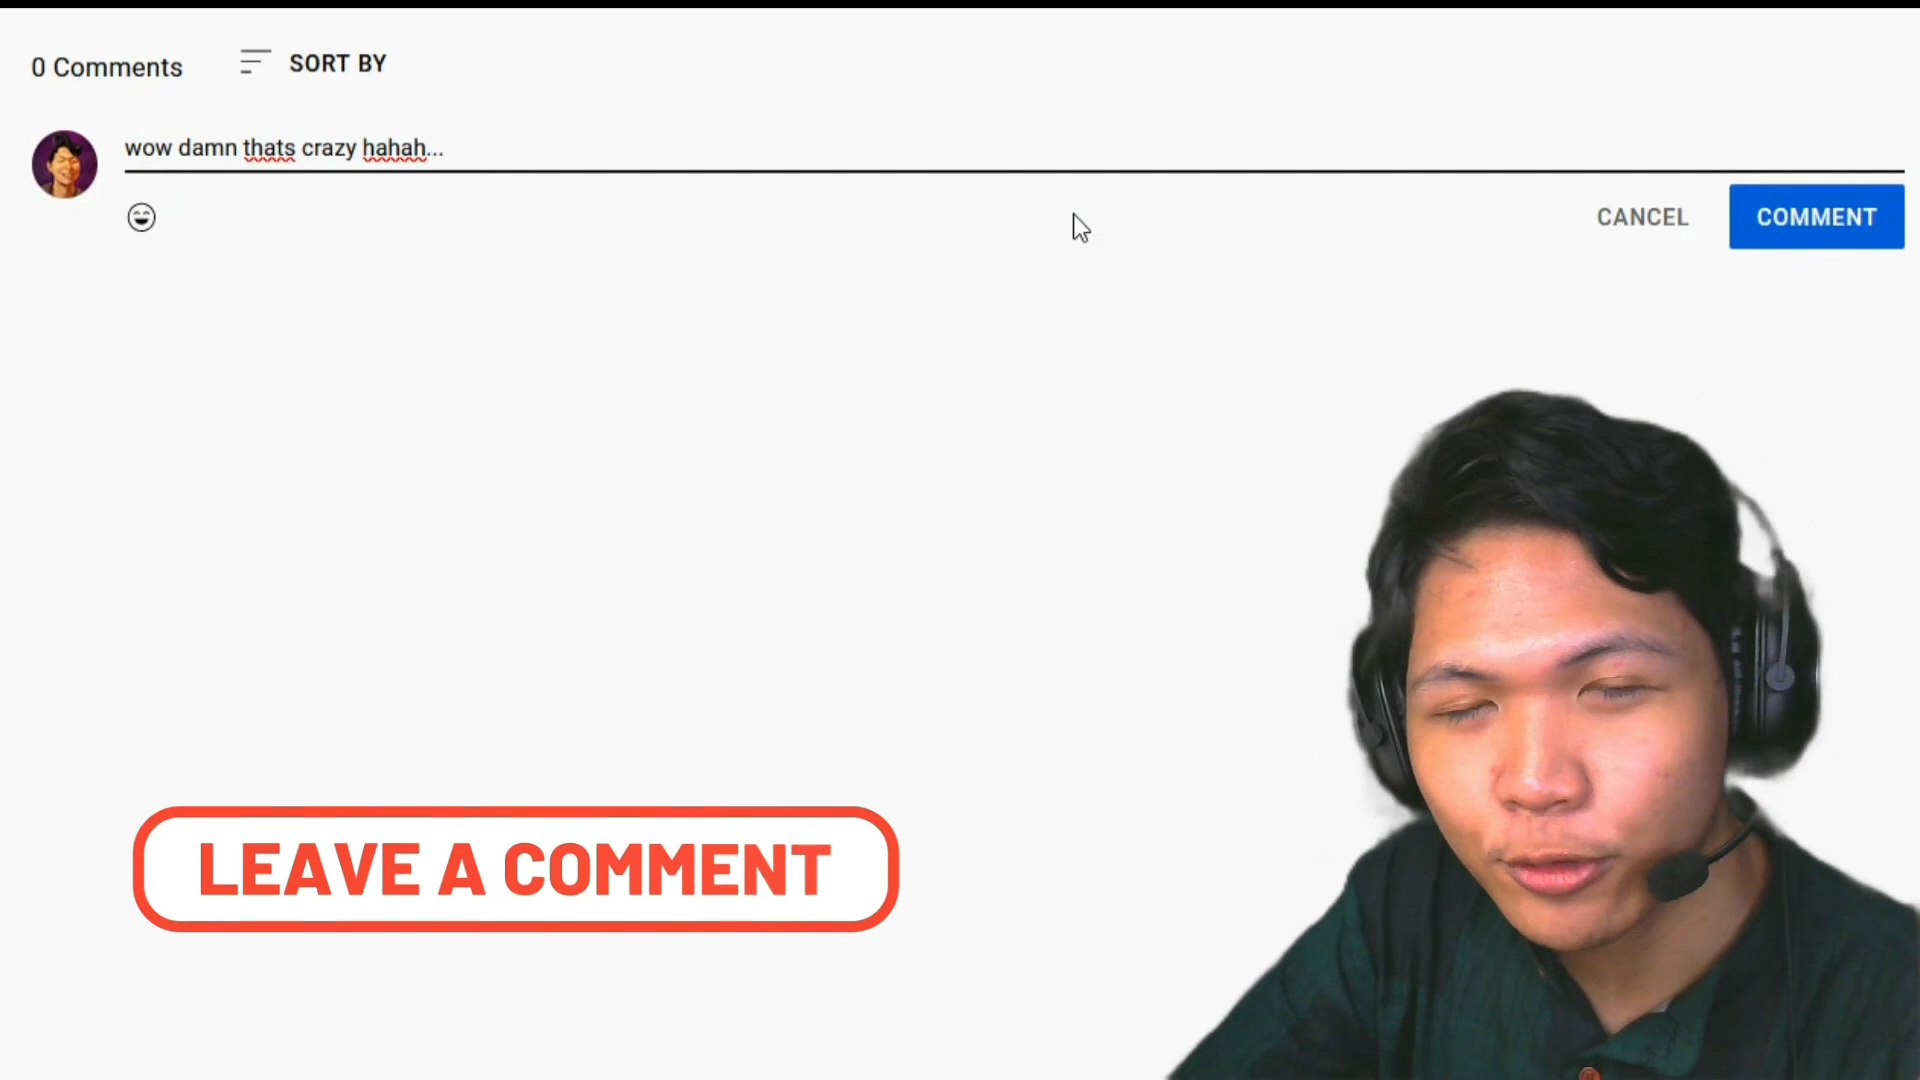 0 Comments
SORT BY
wow damn thats crazy hahah...
CANCEL
COMMENT
LEAVE A COMMENT